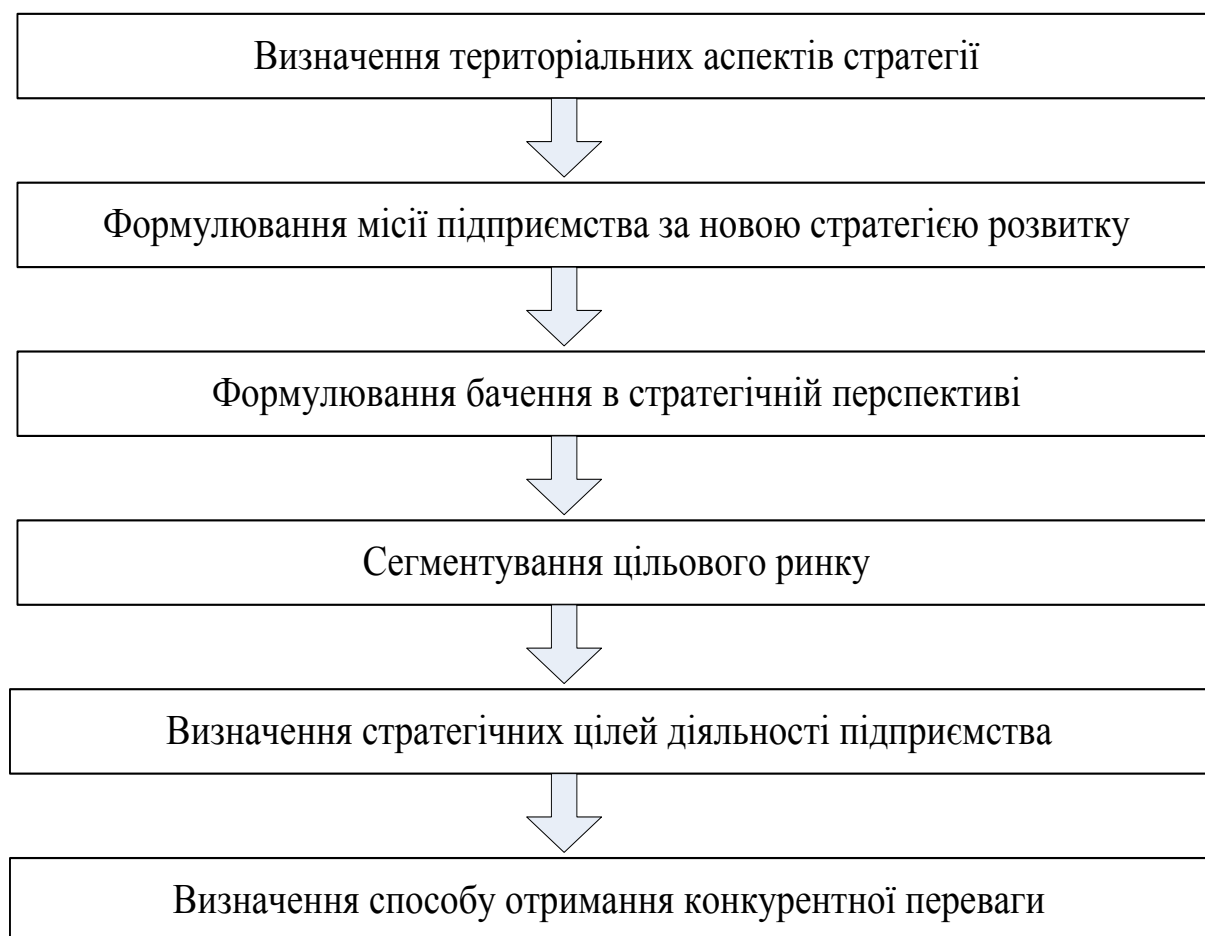 Визначення територіальних аспектів стратегії
Формулювання місії підприємства за новою стратегією розвитку
Формулювання бачення в стратегічній перспективі
Сегментування цільового ринку
Визначення стратегічних цілей діяльності підприємства
Визначення способу отримання конкурентної переваги